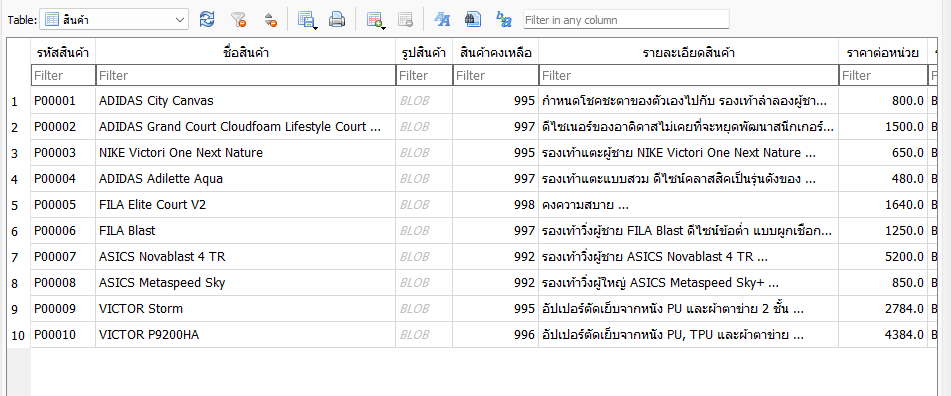 Table: สินค้า Filter in any column
รหัสสินค้า ชื่อสินค้า รูปสินค้า สินค้าคงเหลือ รายละเอียดสินค้า ราคาต่อหน่วย
Filter Filter Filter Filter Filter Filter
1 P00001 ADIDAS City Canvas BLOB 995 กำหนดโชคชะตาของตัวเองไปกับ รองเท้าลำลองผู้ชา... 800.0 B
2 P00002 ADIDAS Grand Court Cloudfoam Lifestyle Court ... BLOB 997 ดีไซเนอร์ของอาดิดาสไม่เคยที่จะหยุดพัฒนาสนีกเกอร์... 1500.0 B
3 P00003 NIKE Victori One Next Nature BLOB 995 รองเท้าแตะผู้ชาย NIKE Victori One Next Nature ... 650.0 B
4 P00004 ADIDAS Adilette Aqua BLOB 997 รองเท้าแตะแบบสวม ดีไซน์คลาสสิคเป็นรุ่นดังของ ... 480.0 B
5 P00005 FILA Elite Court V2 BLOB 998 คงความสบาย ... 1640.0 B
6 P00006 FILA Blast BLOB 997 รองเท้าวิ่งผู้ชาย FILA Blast ดีไซน์ข้อต่ำ แบบผูกเชือก... 1250.0 B
7 P00007 ASICS Novablast 4 TR BLOB 992 รองเท้าวิ่งผู้ชาย ASICS Novablast 4 TR ... 5200.0 B
8 P00008 ASICS Metaspeed Sky BLOB 992 รองเท้าวิ่งผู้ใหญ่ ASICS Metaspeed Sky+ ... 850.0 B
9 P00009 VICTOR Storm BLOB 995 อัปเปอร์ตัดเย็บจากหนัง PU และผ้าตาข่าย 2 ชั้น ... 2784.0 B
10 P00010 VICTOR P9200HA BLOB 996 อัปเปอร์ตัดเย็บจากหนัง PU, TPU และผ้าตาข่าย ... 4384.0 B